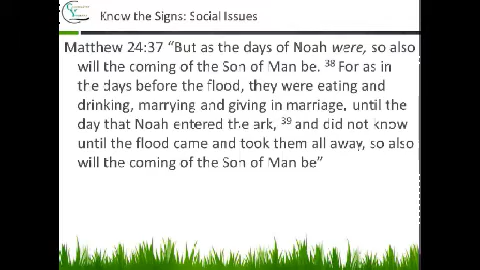 Know the Signs: Social Issues
Matthew 24:37 “But as the days of Noah were, so also
will the coming of the Son of Man be. 38 For as in
the days before the flood, they were eating and
drinking, marrying and giving in marriage, until the
day that Noah entered the ark, 39 and did not know
until the flood came and took them all away, so also
will the coming of the Son of Man be”